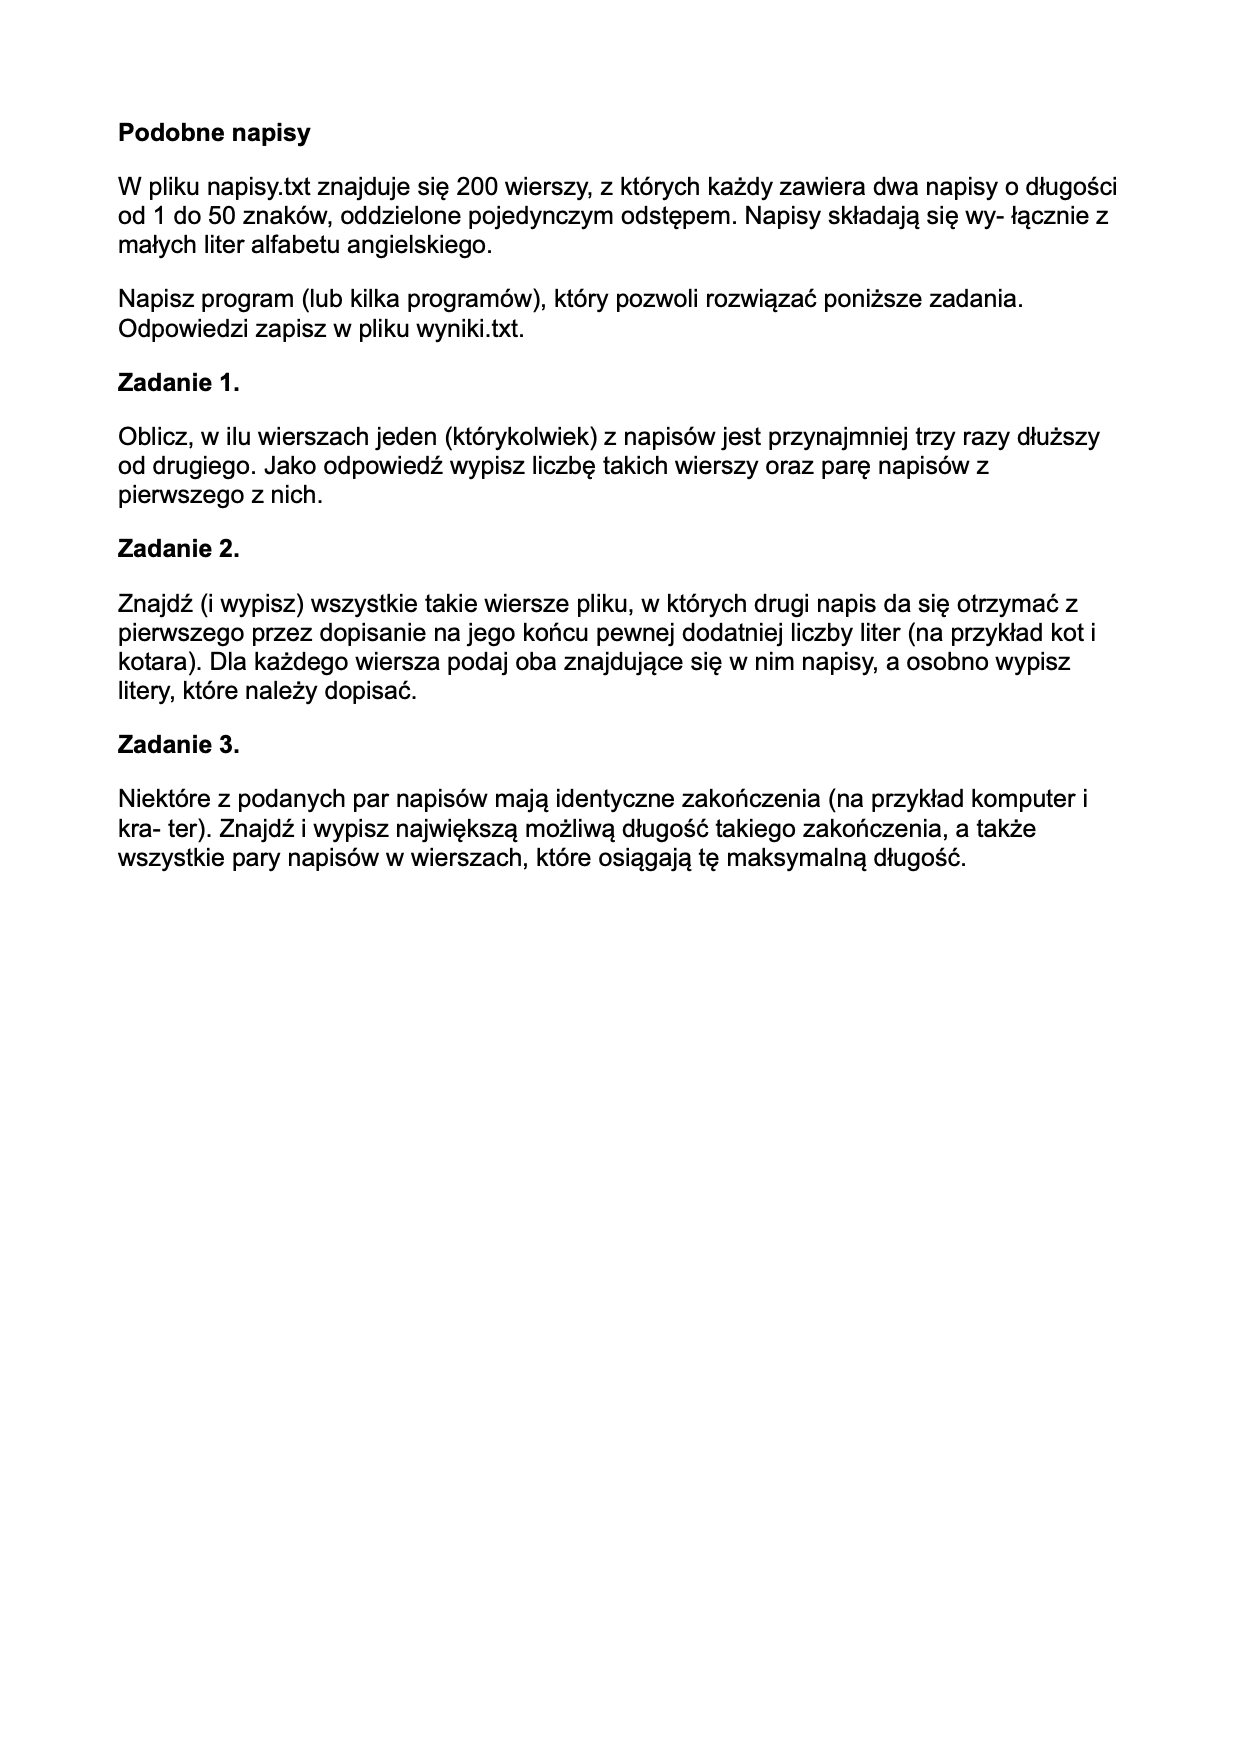 Podobne napisy
W pliku napisy.txt znajduje się 200 wierszy, z których każdy zawiera dwa napisy o długości
od 1 do 50 znaków, oddzielone pojedynczym odstępem. Napisy składają się wy- łącznie z
małych liter alfabetu angielskiego.
Napisz program (lub kilka programów), który pozwoli rozwiązać poniższe zadania.
Odpowiedzi zapisz w pliku wyniki.txt.
Zadanie 1.
Oblicz, w ilu wierszach jeden (którykolwiek) z napisów jest przynajmniej trzy razy dłuższy
od drugiego. Jako odpowiedź wypisz liczbę takich wierszy oraz parę napisów z
pierwszego z nich.
Zadanie 2.
Znajdź (i wypisz) wszystkie takie wiersze pliku, w których drugi napis da się otrzymać z
pierwszego przez dopisanie na jego końcu pewnej dodatniej liczby liter (na przykład kot i
kotara). Dla każdego wiersza podaj oba znajdujące się w nim napisy, a osobno wypisz
litery, które należy dopisać.
Zadanie 3.
Niektóre z podanych par napisów mają identyczne zakończenia (na przykład komputer i
kra- ter). Znajdź i wypisz największą możliwą długość takiego zakończenia, a także
wszystkie pary napisów w wierszach, które osiągają tę maksymalną długość.